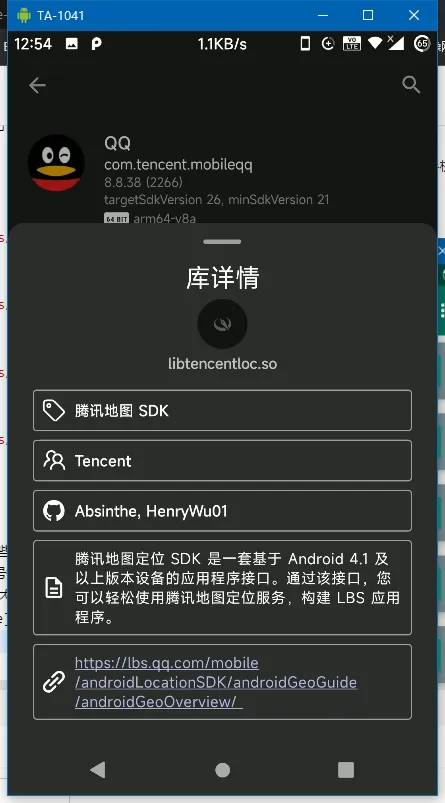 TA-1041
12:54
1.1KB/s
VO LTE
65
QQ
com.tencent.mobileqq
8.8.38 (2266)
targetSdkVersion 26, minSdkVersion 21
64 BIT arm64-v8a
库详情
libtencentloc.so
腾讯地图 SDK
Tencent
Absinthe, HenryWu01
腾讯地图定位 SDK 是一套基于 Android 4.1 及
以上版本设备的应用程序接口。通过该接口，您
可以轻松使用腾讯地图定位服务，构建 LBS 应用
程序。
https://lbs.qq.com/mobile
/androidLocationSDK/androidGeoGuide
/androidGeoOverview/